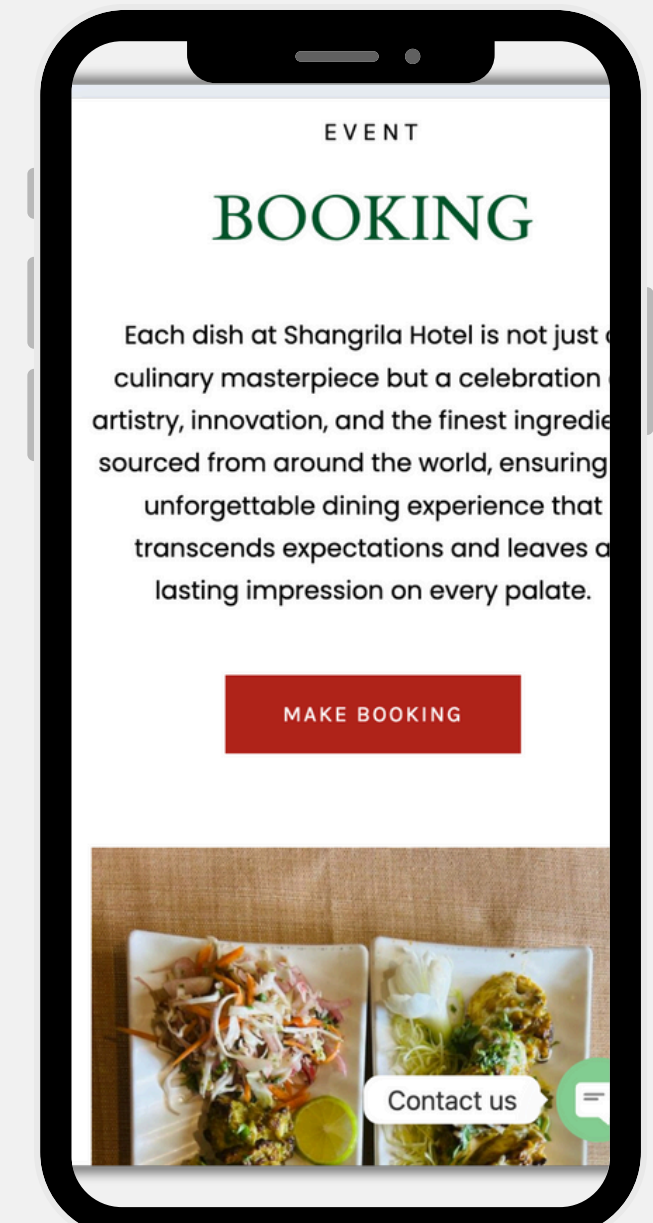 EVENT
BOOKING
Each dish at Shangrila Hotel is not just
culinary masterpiece but a celebration
artistry, innovation, and the finest
sourced from around the world, ensuring
unforgettable dining experience that
transcends expectations and leaves a
lasting impression on every palate.
MAKE BOOKING
Contact us